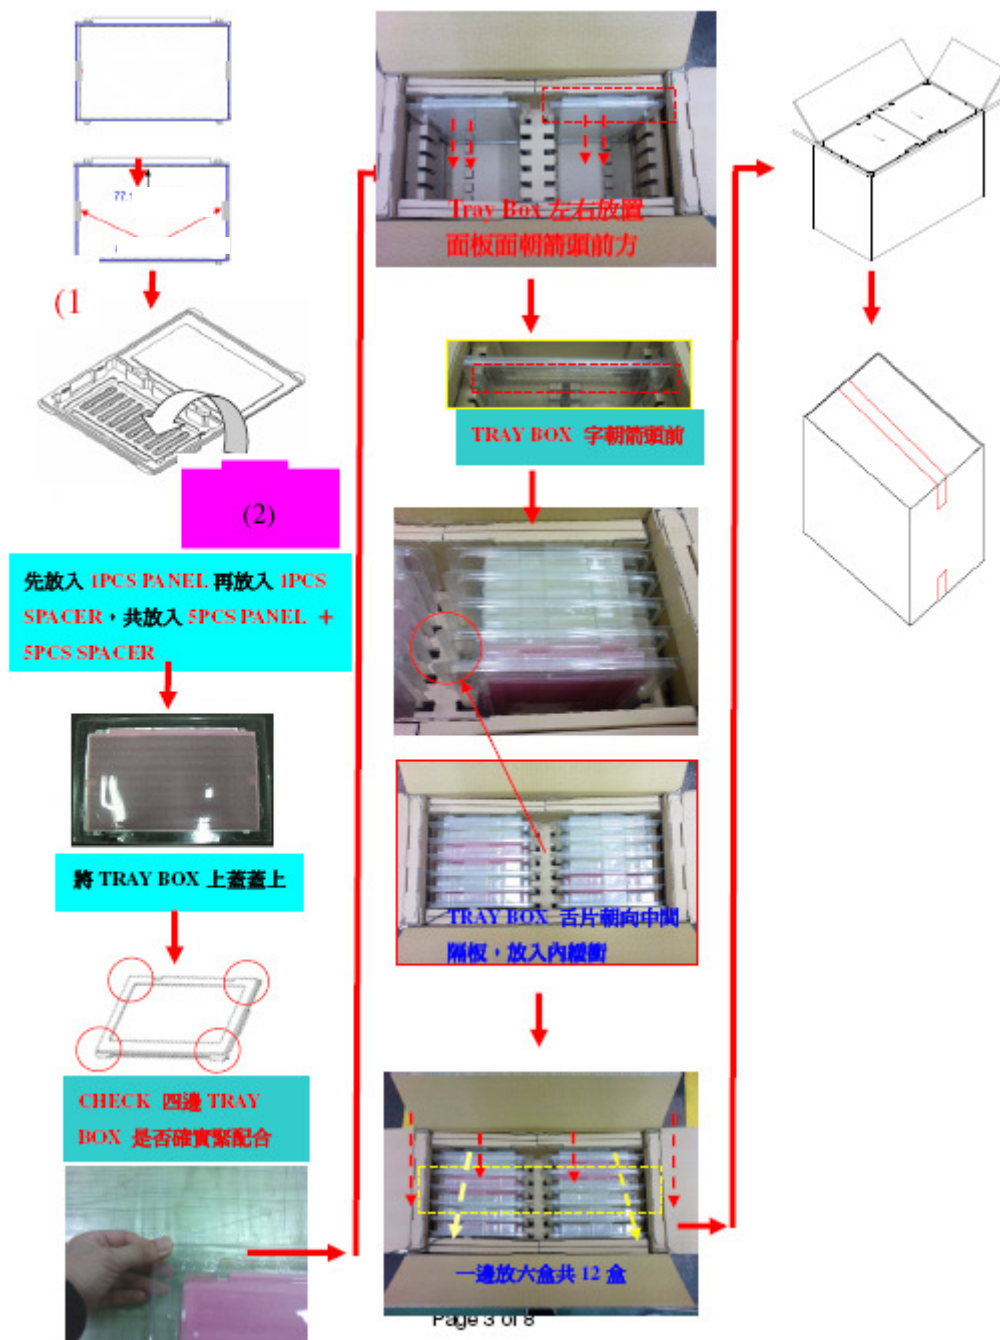 77.1
(1
(2)
先放入 1PCS PANEL 再放入 1PCS
SPACER，共放入 5PCS PANEL ＋
5PCS SPACER
將 TRAY BOX 上蓋蓋上
CHECK 四邊 TRAY
BOX 是否確實緊配合
Tray Box 左右放置
面板面朝箭頭前方
TRAY BOX 字朝箭頭前
TRAY BOX 舌片朝向中間
隔板，放入內緩衝
一邊放六盒共 12 盒
Page 3 of 8